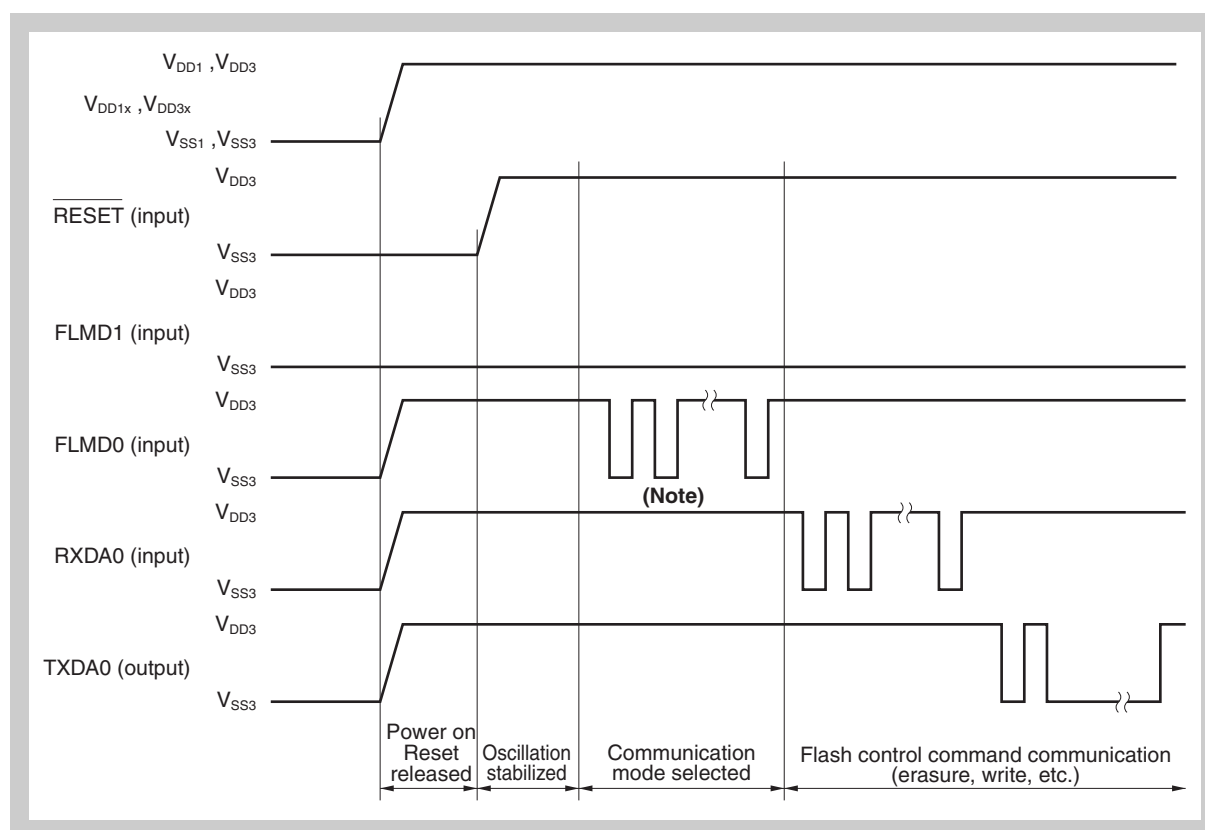 VDD1 ,VDD3
VDD1x ,VDD3x
VSS1 ,VSS3
VDD3
RESET (input)
VSS3
VDD3
FLMD1 (input)
VSS3
VDD3
FLMD0 (input)
VSS3
(Note)
VDD3
RXDA0 (input)
VSS3
VDD3
TXDA0 (output)
VSS3
Power on
Reset
released
Oscillation
stabilized
Communication
mode selected
Flash control command communication
(erasure, write, etc.)